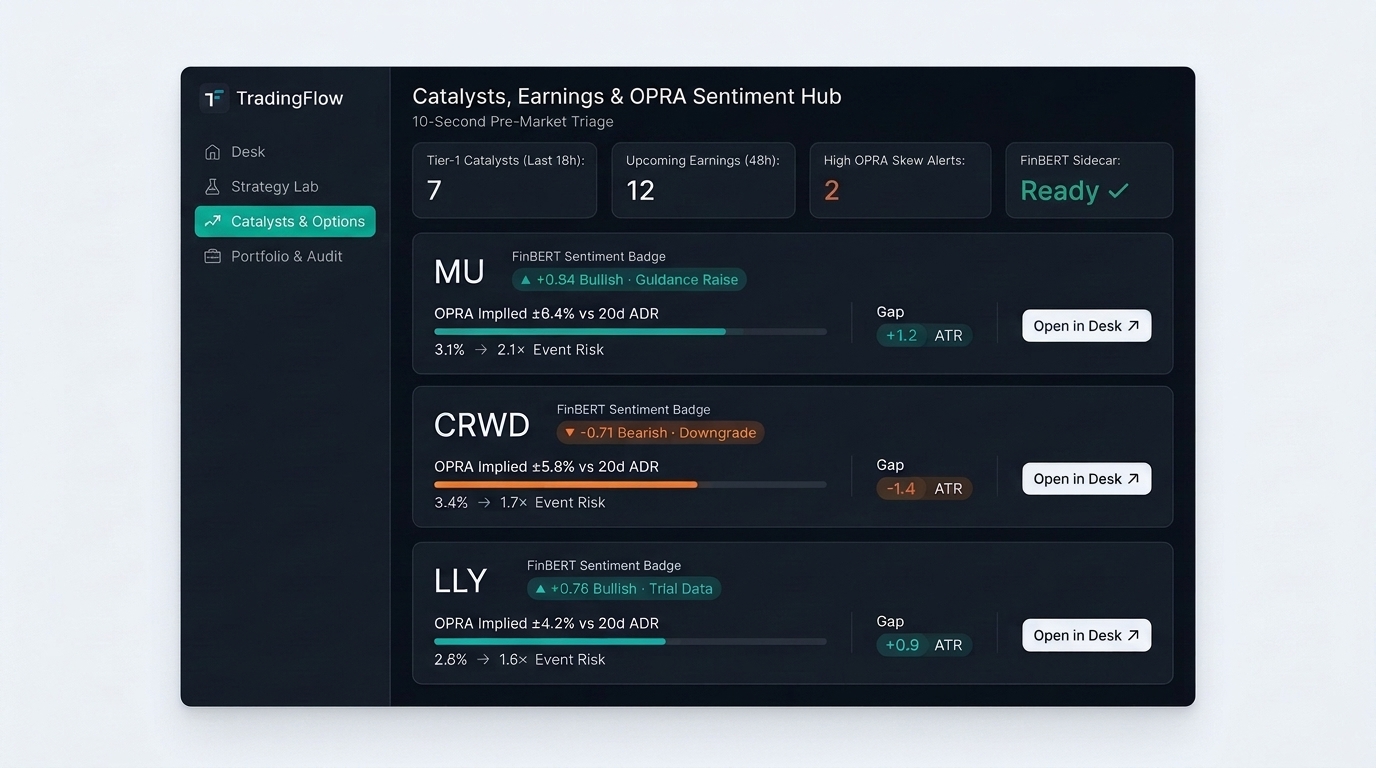 TradingFlow
Desk
Strategy Lab
Catalysts & Options
Portfolio & Audit
Catalysts, Earnings & OPRA Sentiment Hub
10-Second Pre-Market Triage
Tier-1 Catalysts (Last 18h):
7
Upcoming Earnings (48h):
12
High OPRA Skew Alerts:
2
FinBERT Sidecar:
Ready ✓
MU
FinBERT Sentiment Badge
▲ +0.84 Bullish · Guldance Raise
OPRA Implled ±6.4% vs 20d ADR
3.1% → 2.1× Event Risk
Gap
+1.2 ATR
Open in Desk ↗
CRWD
FinBERT Sentiment Badge
▼ -0.71 Bearish · Downgrade
OPRA Implied ±5.8% vs 20d ADR
3.4% → 1.7× Event Risk
Gap
-1.4 ATR
Open in Desk ↗
LLY
FinBERT Sentiment Badge
▲ +0.76 Bullish · Trial Data
OPRA Implied ±4.2% vs 20d ADR
2.8% → 1.6× Event Risk
Gap
+0.9 ATR
Open in Desk ↗